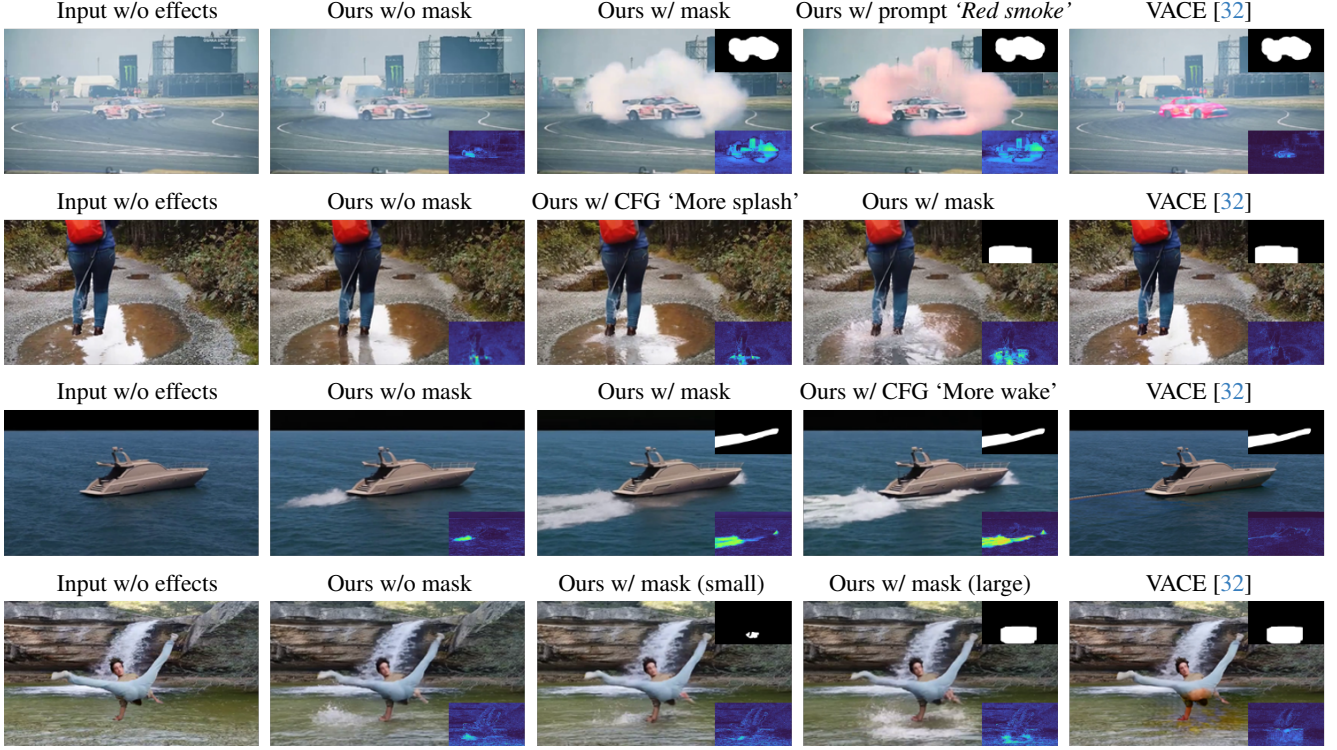 Input w/o effects Ours w/o mask Ours w/ mask Ours w/ prompt ‘Red smoke’ VACE [32]
Input w/o effects Ours w/o mask Ours w/ CFG ‘More splash’ Ours w/ mask VACE [32]
Input w/o effects Ours w/o mask Ours w/ mask Ours w/ CFG ‘More wake’ VACE [32]
Input w/o effects Ours w/o mask Ours w/ mask (small) Ours w/ mask (large) VACE [32]